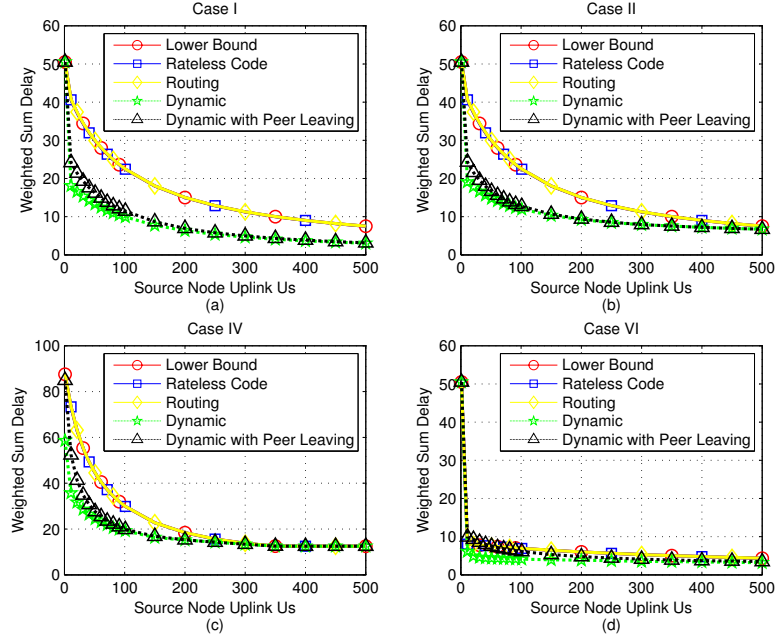 Case I
60
50
40
30
20
10
0
Weighted Sum Delay
Lower Bound
Rateless Code
Routing
Dynamic
Dynamic with Peer Leaving
0 100 200 300 400 500
Source Node Uplink Us
(a)
Case II
60
50
40
30
20
10
0
Weighted Sum Delay
Lower Bound
Rateless Code
Routing
Dynamic
Dynamic with Peer Leaving
0 100 200 300 400 500
Source Node Uplink Us
(b)
Case IV
100
80
60
40
20
0
Weighted Sum Delay
Lower Bound
Rateless Code
Routing
Dynamic
Dynamic with Peer Leaving
0 100 200 300 400 500
Source Node Uplink Us
(c)
Case VI
60
50
40
30
20
10
0
Weighted Sum Delay
Lower Bound
Rateless Code
Routing
Dynamic
Dynamic with Peer Leaving
0 100 200 300 400 500
Source Node Uplink Us
(d)